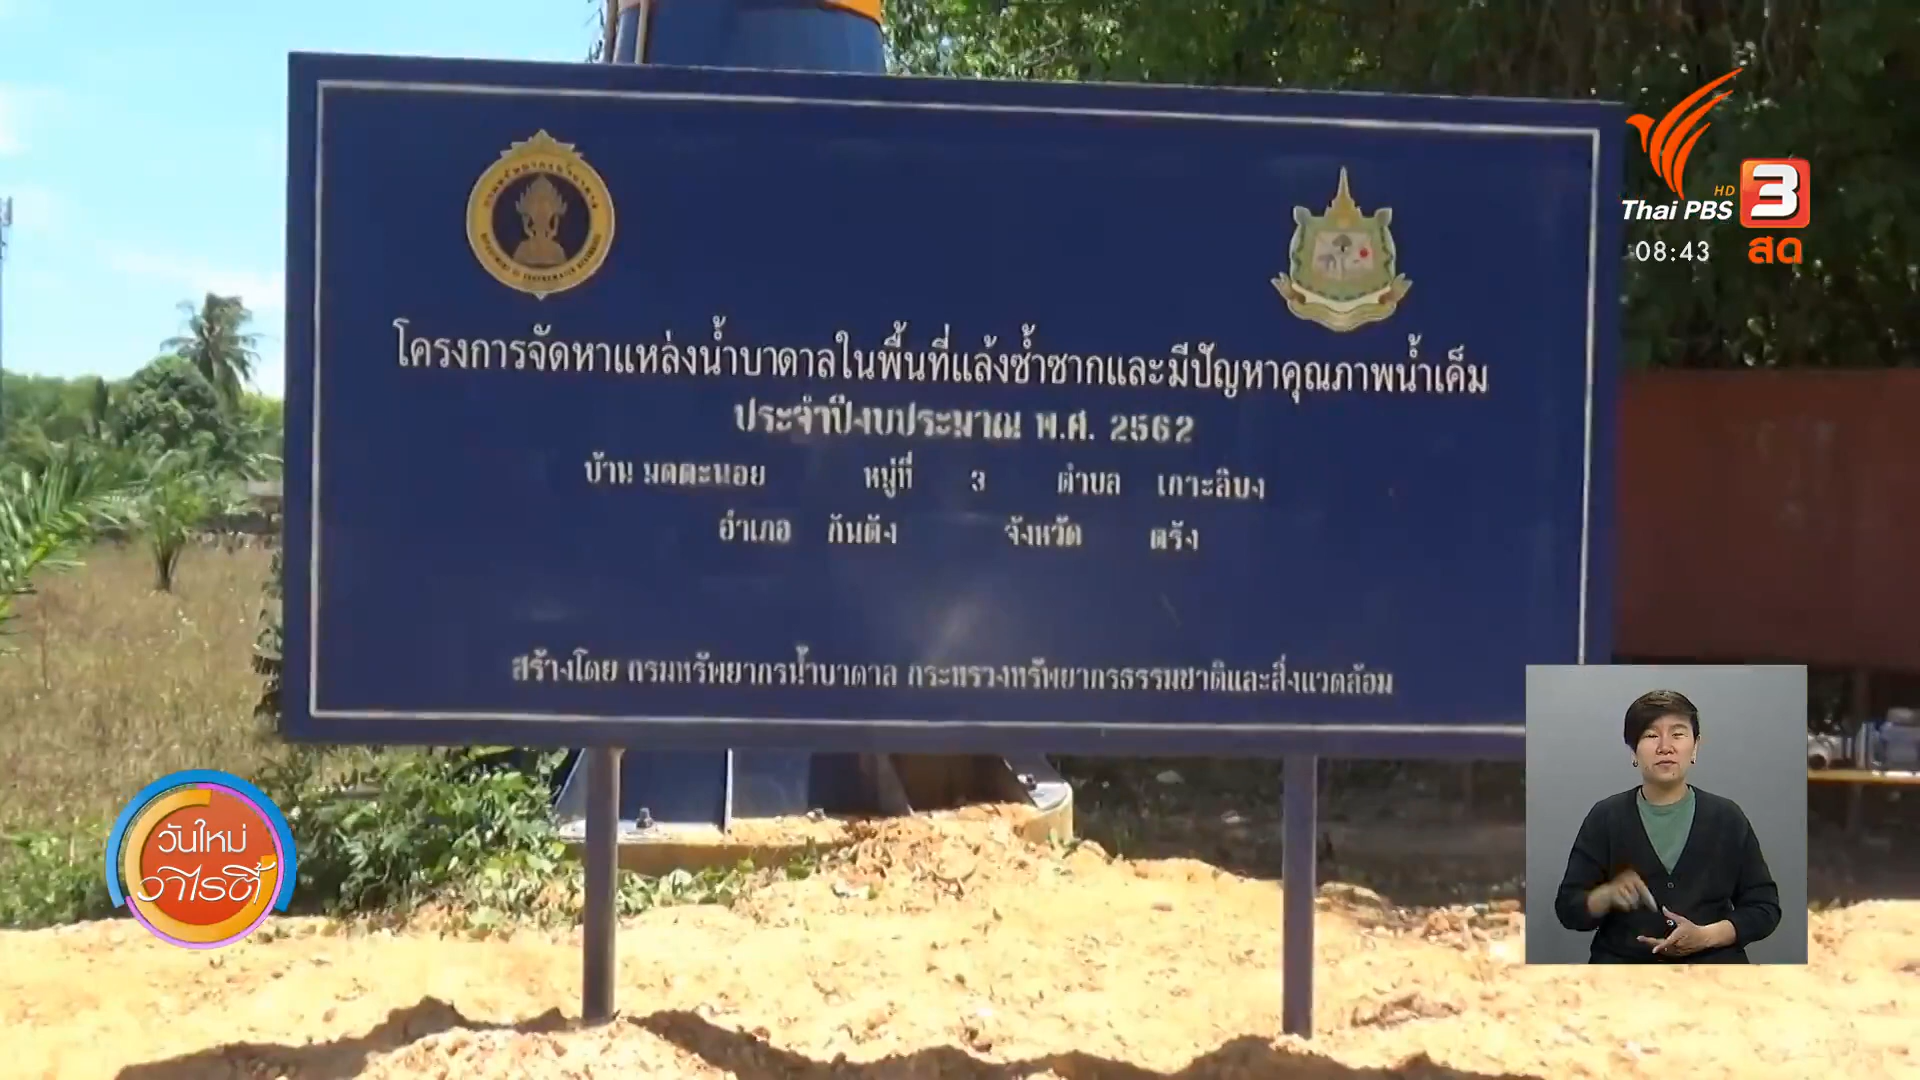 โครงการจัดหาแหล่งน้ำบาดาลในพื้นที่แล้งซ้ำซากและมีปัญหาคุณภาพน้ำเค็ม
ประจำปีงบประมาณ พ.ศ. 2562
บ้าน มดตะนอย หมู่ที่ 3 ตำบล เกาะลิบง
อำเภอ กันตัง จังหวัด ตรัง
สร้างโดย กรมทรัพยากรน้ำบาดาล กระทรวงทรัพยากรธรรมชาติและสิ่งแวดล้อม
HD
Thai PBS 3
08:43 สด
วันใหม่
วาไรตี้